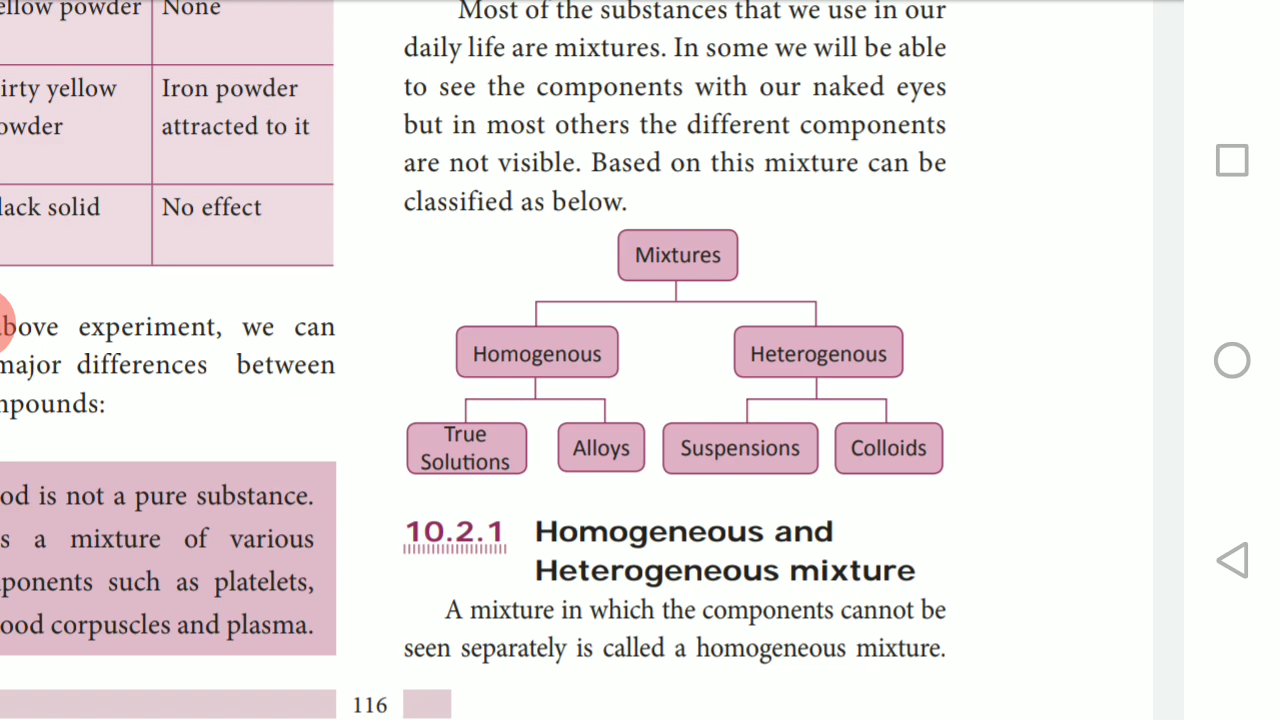 ellow powder None
irty yellow Iron powder
owder attracted to it
lack solid No effect
bove experiment, we can
major differences between
mpounds:
od is not a pure substance.
s a mixture of various
ponents such as platelets,
ood corpuscles and plasma.
Most of the substances that we use in our
daily life are mixtures. In some we will be able
to see the components with our naked eyes
but in most others the different components
are not visible. Based on this mixture can be
classified as below.
Mixtures
Homogenous Heterogenous
True
Solutions Alloys Suspensions Colloids
10.2.1 Homogeneous and
Heterogeneous mixture
A mixture in which the components cannot be
seen separately is called a homogeneous mixture.
116